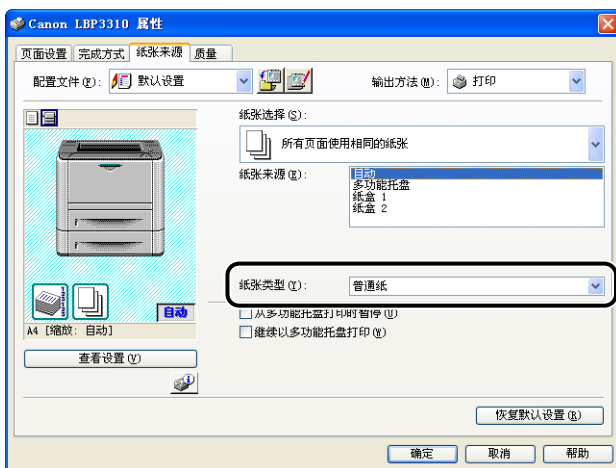 Canon LBP3310 属性
页面设置 完成方式 纸张来源 质量
配置文件(F): 默认设置 输出方法(M): 打印
纸张选择(S):
所有页面使用相同的纸张
纸张来源(E):
自动
多功能托盘
纸盒 1
纸盒 2
纸张类型(Y): 普通纸
自动
A4 [缩放: 自动]
从多功能托盘打印时暂停(U)
继续以多功能托盘打印(W)
查看设置(V)
恢复默认设置(R)
确定 取消 帮助